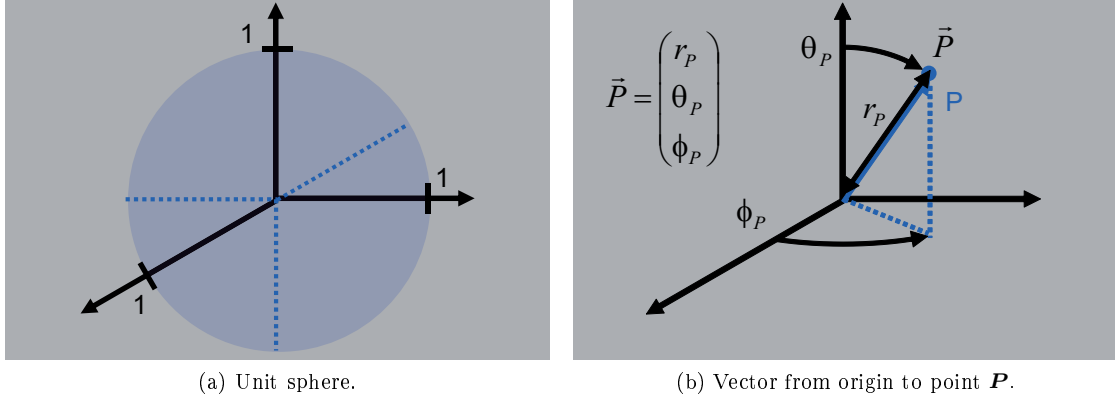 1
1
1
(a) Unit sphere.
θ_P
P⃗
P⃗ = (r_P
θ_P
ϕ_P)
r_P
P
ϕ_P
(b) Vector from origin to point P.